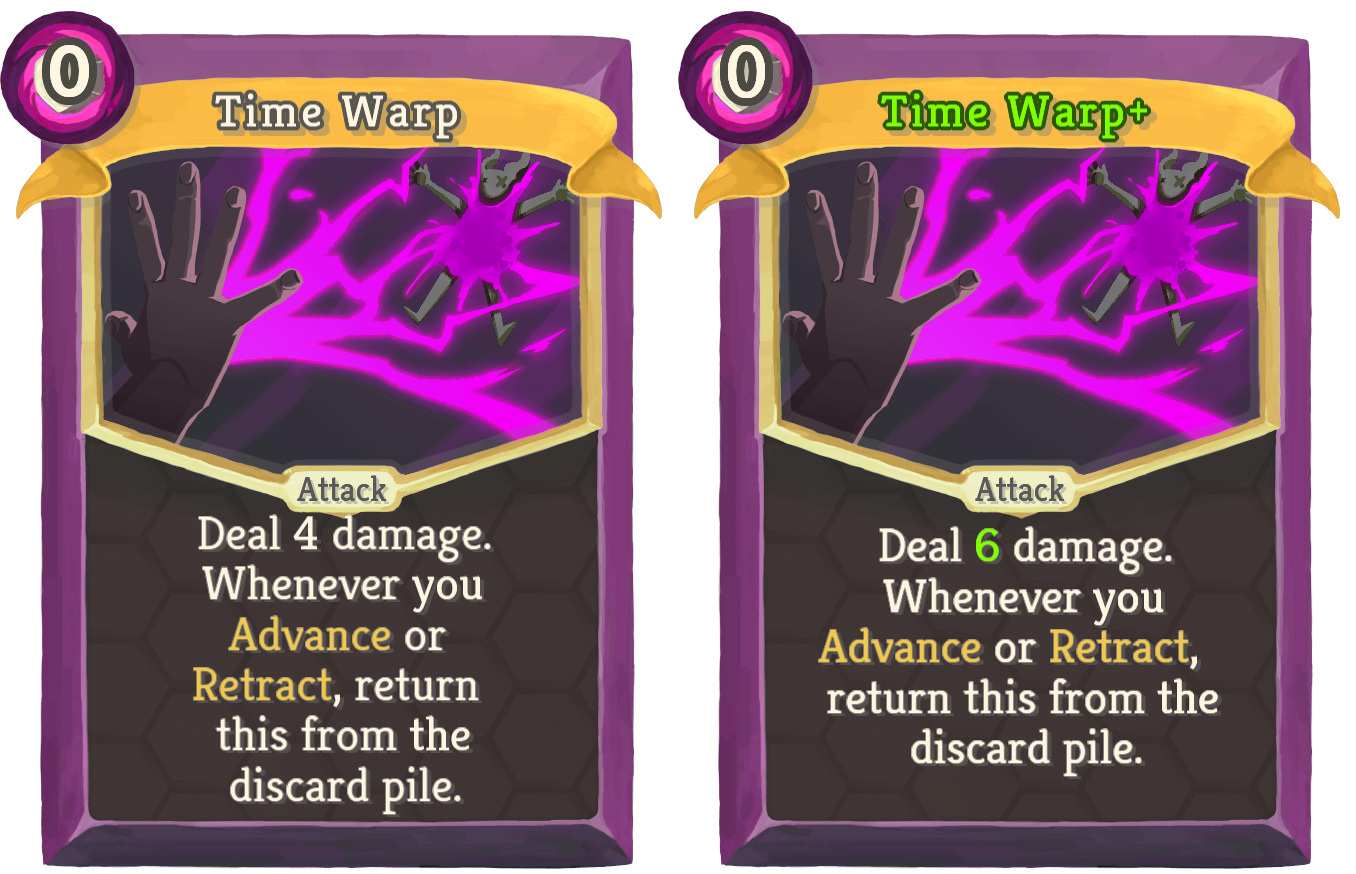 0
Time Warp
Attack
Deal 4 damage.
Whenever you
Advance or
Retract, return
this from the
discard pile.
0
Time Warp+
Attack
Deal 6 damage.
Whenever you
Advance or Retract,
return this from the
discard pile.